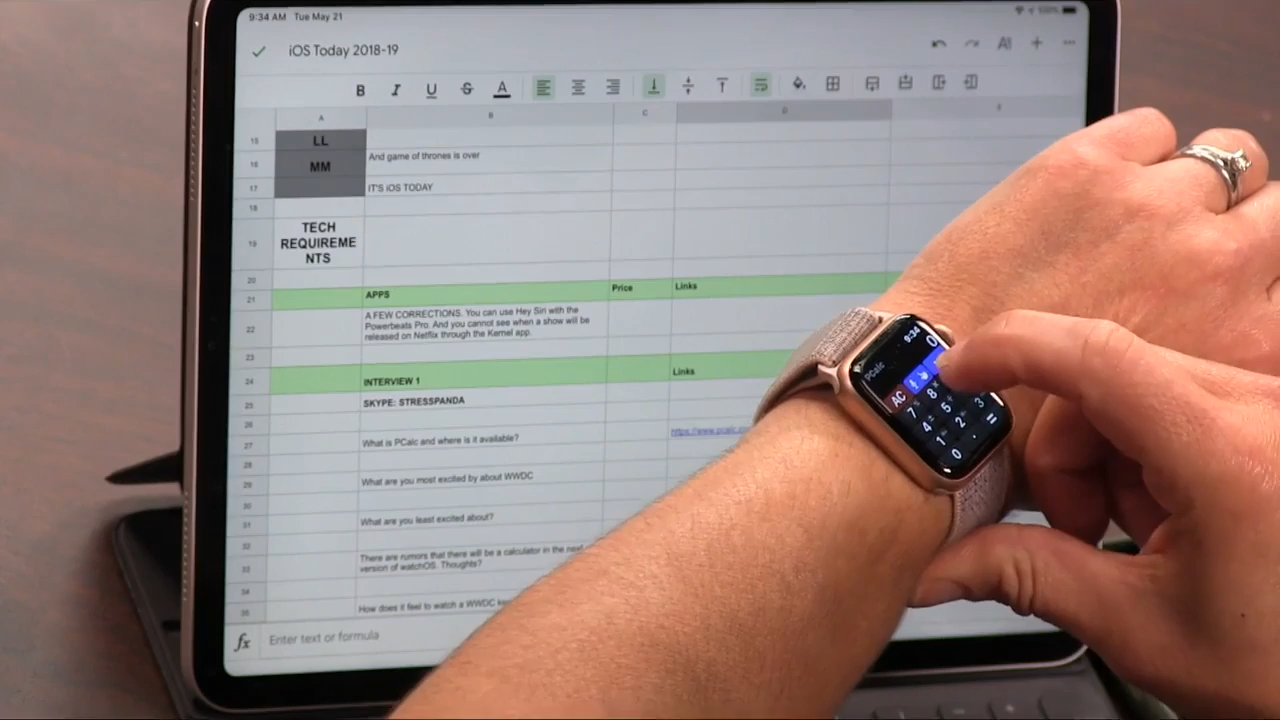 9:34 AM Tue May 21
iOS Today 2018-19
B I U S A
A B C D E
15 LL
16 MM And game of thrones is over
17 IT'S iOS TODAY
18
19 TECH
REQUIREME
NTS
20
21 APPS Price Links
22 A FEW CORRECTIONS. You can use Hey Siri with the
Powerbeats Pro. And you cannot see when a show will be
released on Netflix through the Kernel app.
23
24 INTERVIEW 1 Links
25 SKYPE: STRESSPANDA
26
27 What is PCalc and where is it available? https://www.pcalc.co
28
29 What are you most excited by about WWDC
30
31 What are you least excited about?
32
33 There are rumors that there will be a calculator in the next
version of watchOS. Thoughts?
34
35 How does it feel to watch a WWDC
fx Enter text or formula
PCalc 9:34
0
AC
7 8
4 5
1 2 3
0 . =